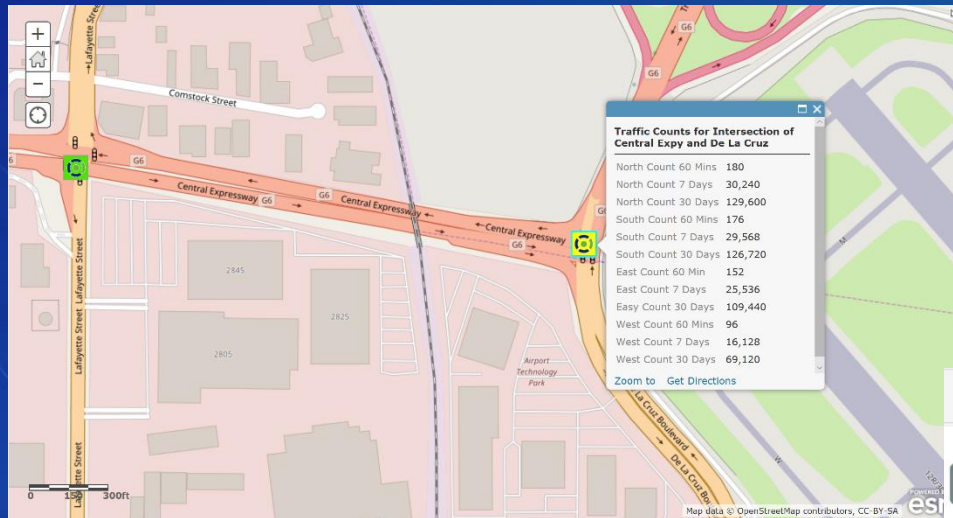 +
−
Lafayette Street
Comstock Street
G6
G6
G6
Central Expressway
G6
Central Expressway
Central Expressway
G6
Lafayette Street
Lafayette Street
2845
2825
2805
Airport
Technology
Park
La Cruz Boulevard
De La Cruz Bou
M
W
0 150 300ft
Traffic Counts for Intersection of
Central Expy and De La Cruz
North Count 60 Mins 180
North Count 7 Days 30,240
North Count 30 Days 129,600
South Count 60 Mins 176
South Count 7 Days 29,568
South Count 30 Days 126,720
East Count 60 Min 152
East Count 7 Days 25,536
Easy Count 30 Days 109,440
West Count 60 Mins 96
West Count 7 Days 16,128
West Count 30 Days 69,120
Zoom to Get Directions
Map data © OpenStreetMap contributors, CC-BY-SA
POWERED BY
esri